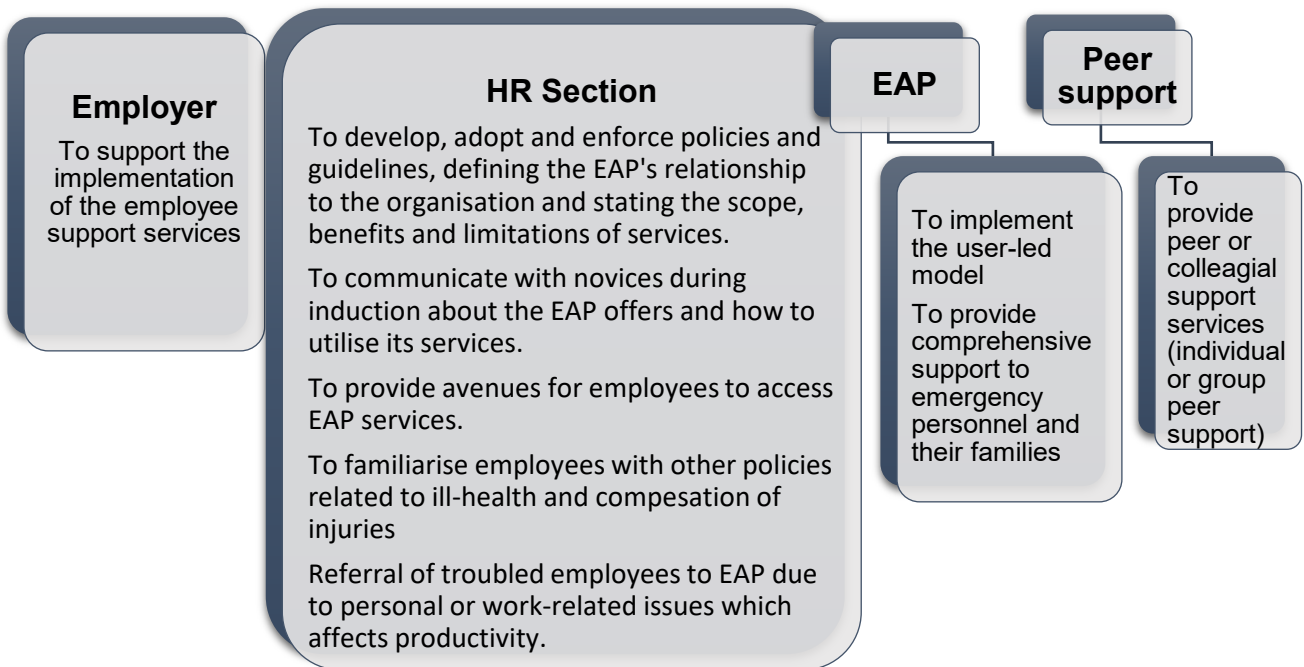 Employer
To support the
implementation
of the employee
support services
HR Section
To develop, adopt and enforce policies and
guidelines, defining the EAP's relationship
to the organisation and stating the scope,
benefits and limitations of services.
To communicate with novices during
induction about the EAP offers and how to
utilise its services.
To provide avenues for employees to access
EAP services.
To familiarise employees with other policies
related to ill-health and compesation of
injuries
Referral of troubled employees to EAP due
to personal or work-related issues which
affects productivity.
EAP
To implement
the user-led
model
To provide
comprehensive
support to
emergency
personnel and
their families
Peer
support
To
provide
peer or
colleagial
support
services
(individual
or group
peer
support)